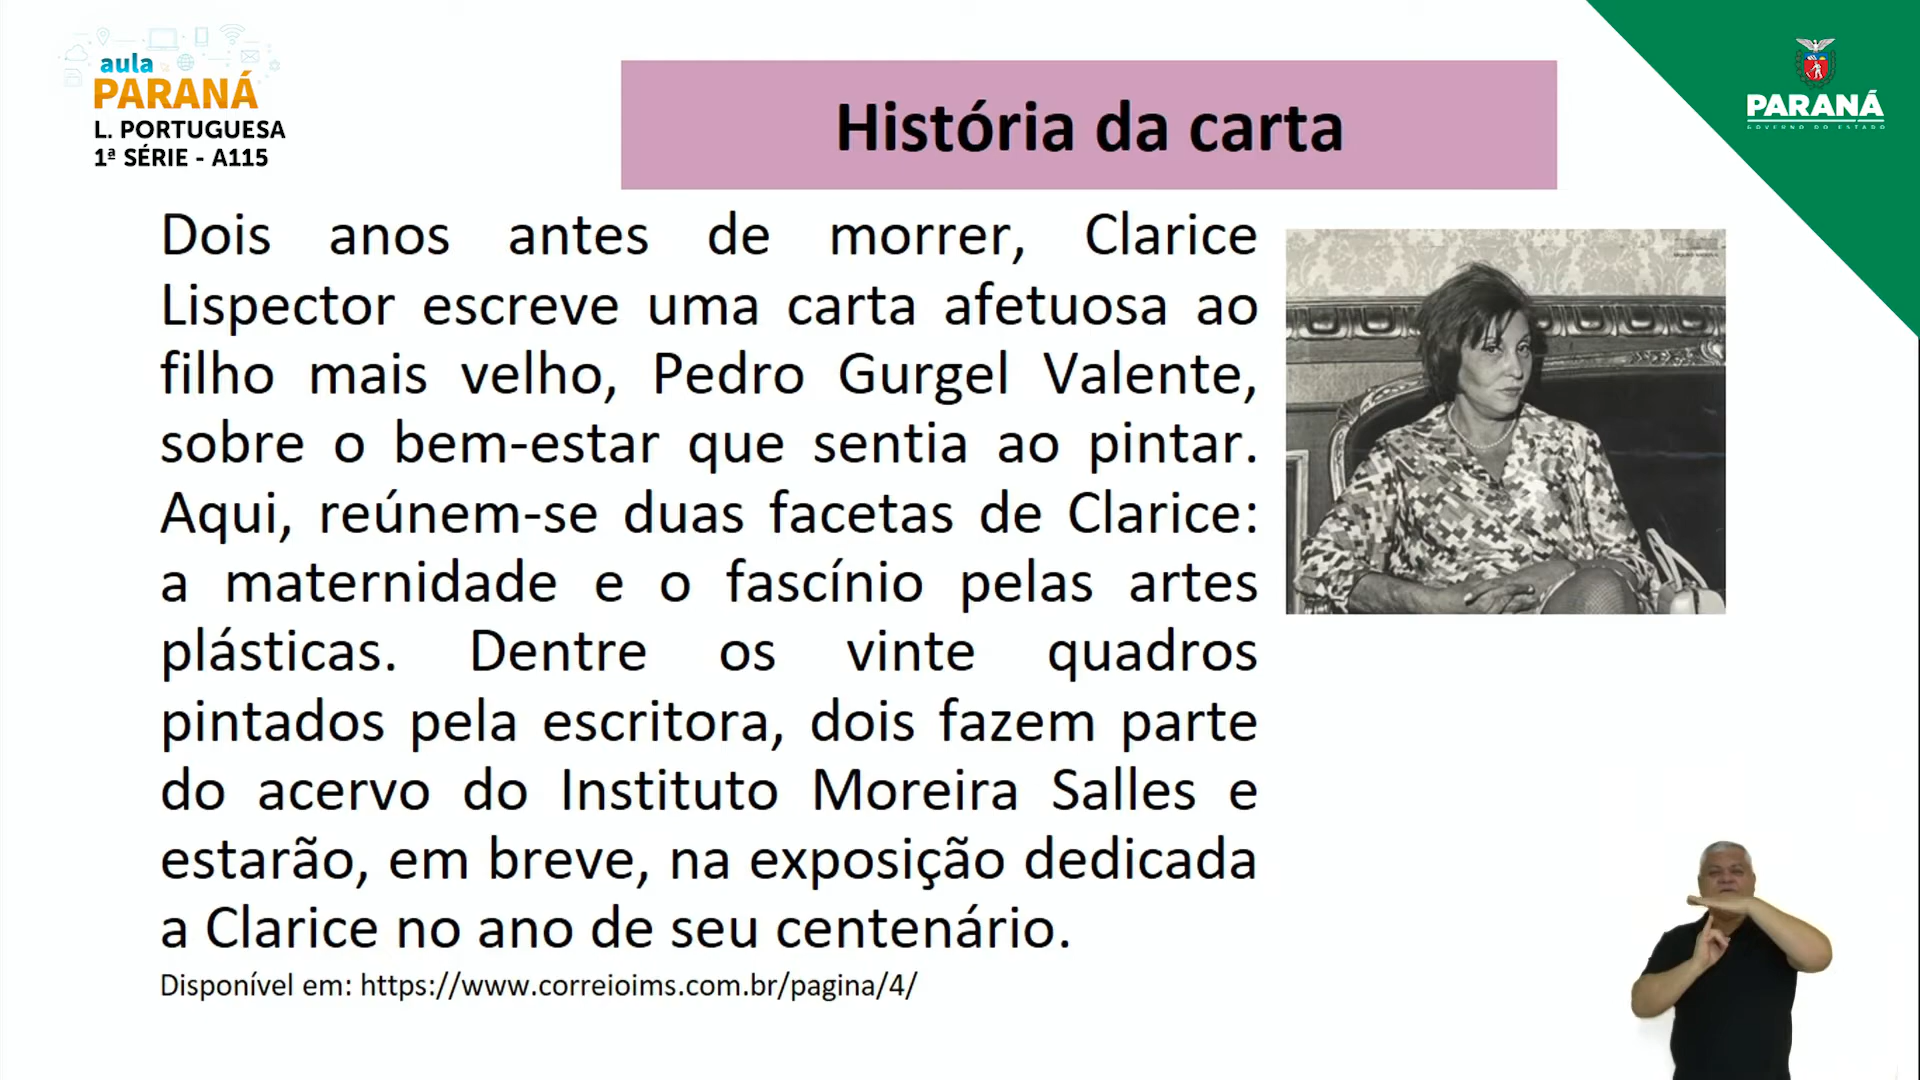 aula
PARANÁ
L. PORTUGUESA
1ª SÉRIE - A115
História da carta
PARANÁ
GOVERNO DO ESTADO
Dois anos antes de morrer, Clarice
Lispector escreve uma carta afetuosa ao
filho mais velho, Pedro Gurgel Valente,
sobre o bem-estar que sentia ao pintar.
Aqui, reúnem-se duas facetas de Clarice:
a maternidade e o fascínio pelas artes
plásticas. Dentre os vinte quadros
pintados pela escritora, dois fazem parte
do acervo do Instituto Moreira Salles e
estarão, em breve, na exposição dedicada
a Clarice no ano de seu centenário.
Disponível em: https://www.correioims.com.br/pagina/4/